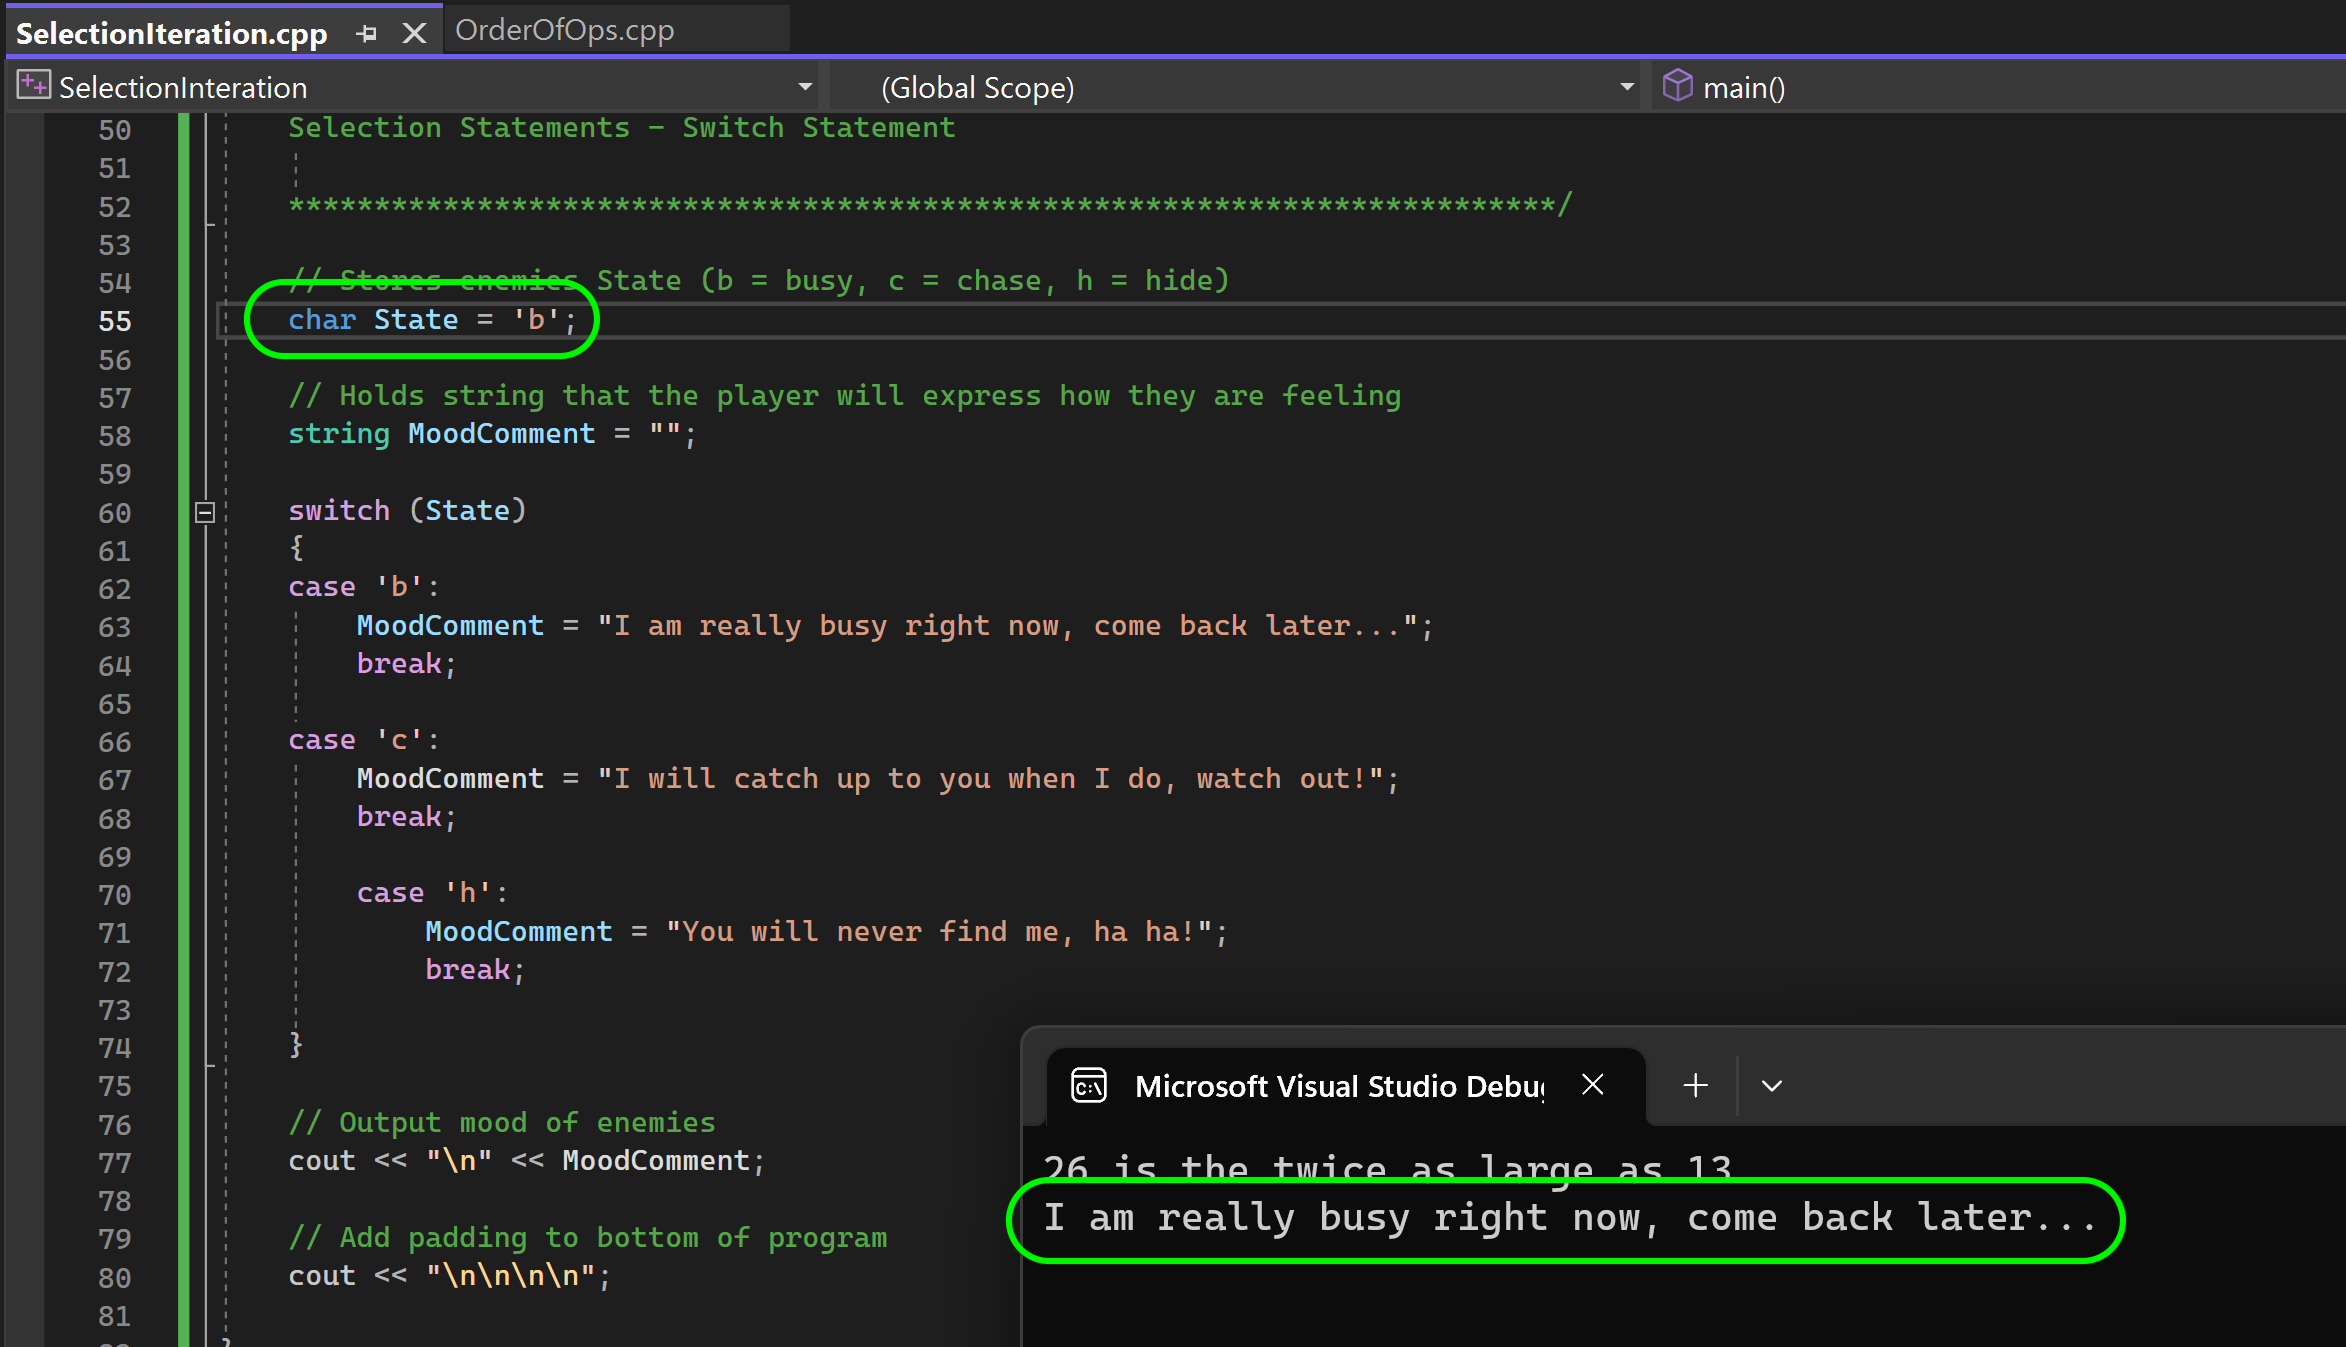 SelectionIteration.cpp OrderOfOps.cpp
SelectionInteration (Global Scope) main()
50 Selection Statements - Switch Statement
51
52 **************************************************************************/
53
54 // Stores enemies State (b = busy, c = chase, h = hide)
55 char State = 'b';
56
57 // Holds string that the player will express how they are feeling
58 string MoodComment = "";
59
60 switch (State)
61 {
62 case 'b':
63 MoodComment = "I am really busy right now, come back later...";
64 break;
65
66 case 'c':
67 MoodComment = "I will catch up to you when I do, watch out!";
68 break;
69
70 case 'h':
71 MoodComment = "You will never find me, ha ha!";
72 break;
73
74 }
75
76 // Output mood of enemies
77 cout << "\n" << MoodComment;
78
79 // Add padding to bottom of program
80 cout << "\n\n\n\n";
81
C:\ Microsoft Visual Studio Debug
26 is the twice as large as 13
I am really busy right now, come back later...